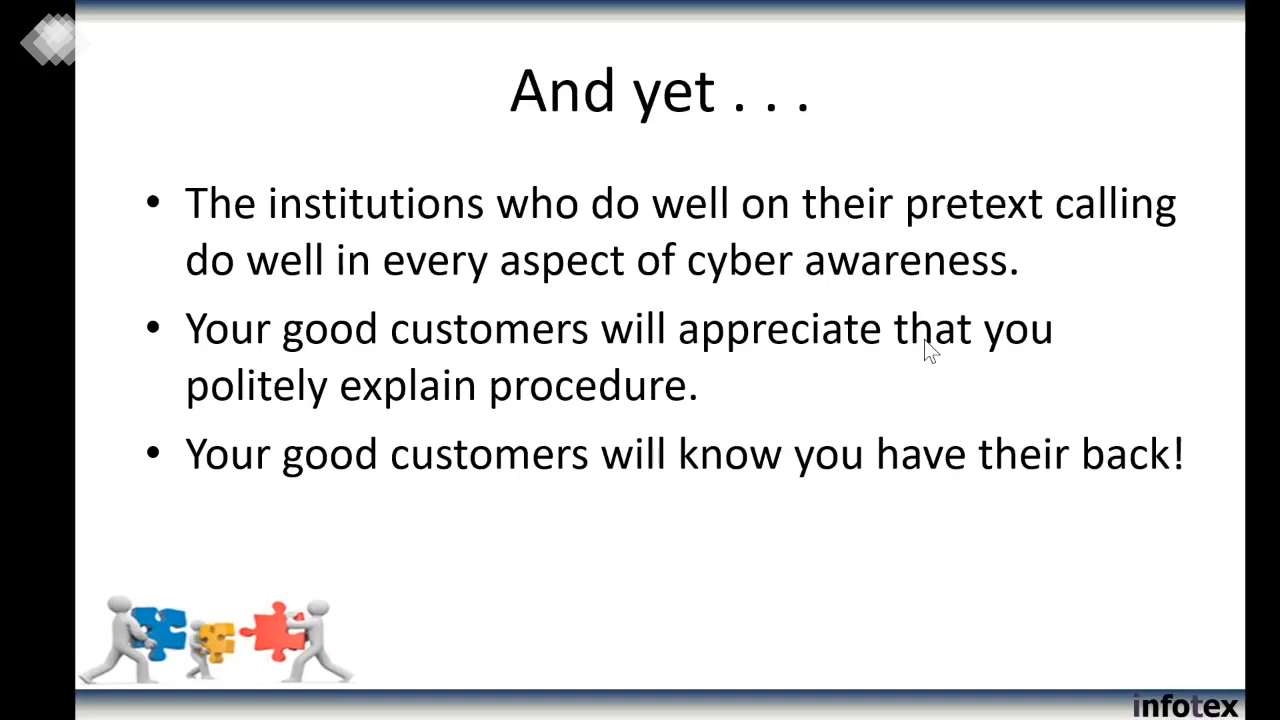 And yet . . .
• The institutions who do well on their pretext calling
do well in every aspect of cyber awareness.
• Your good customers will appreciate that you
politely explain procedure.
• Your good customers will know you have their back!
infotex